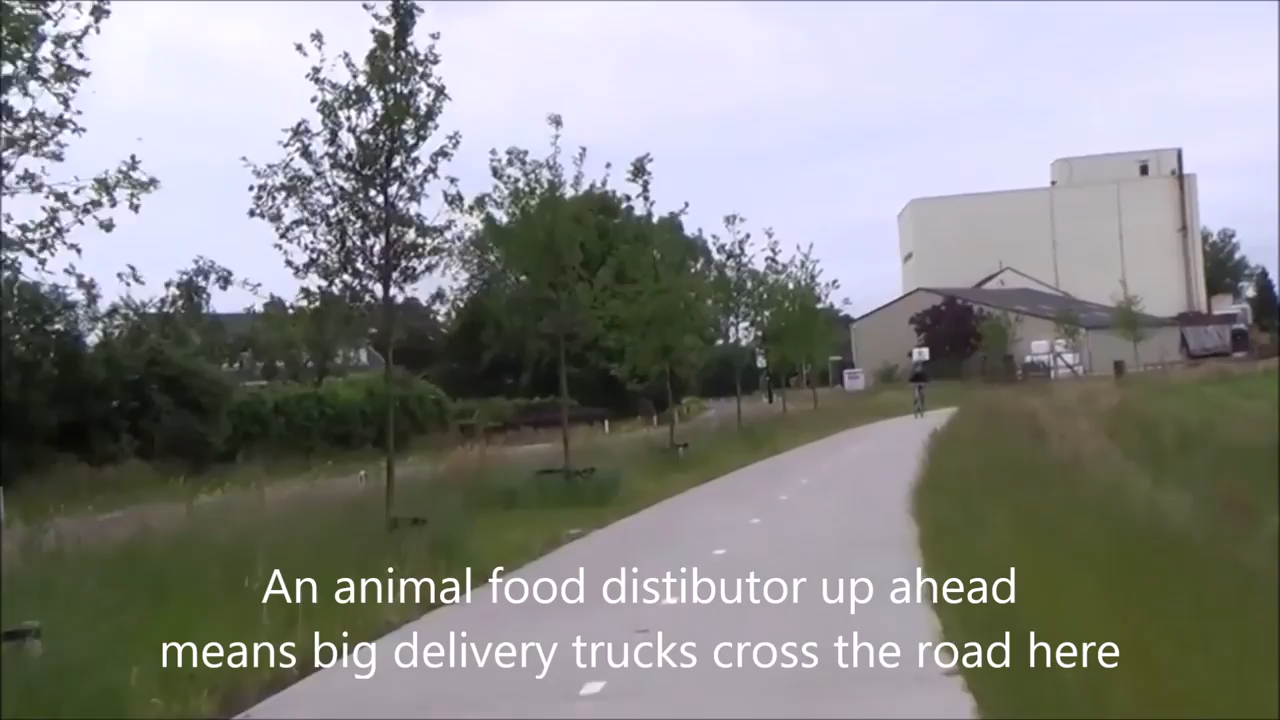 An animal food distibutor up ahead
means big delivery trucks cross the road here